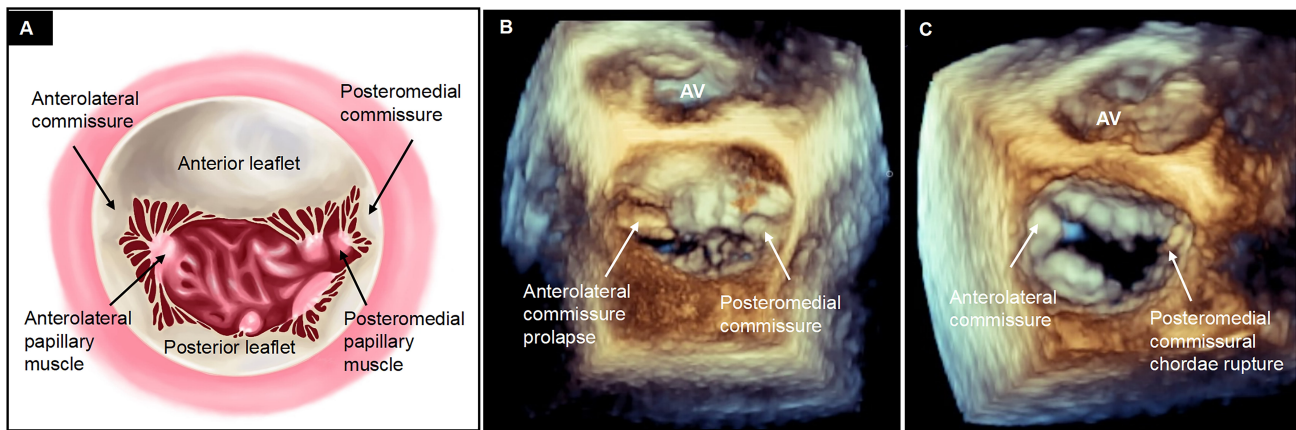 A
Anterolateral
commissure
Posteromedial
commissure
Anterior leaflet
Anterolateral
papillary
muscle
Posterior leaflet
Posteromedial
papillary
muscle
B
AV
Anterolateral
commissure
prolapse
Posteromedial
commissure
C
AV
Anterolateral
commissure
Posteromedial
commissural
chordae rupture